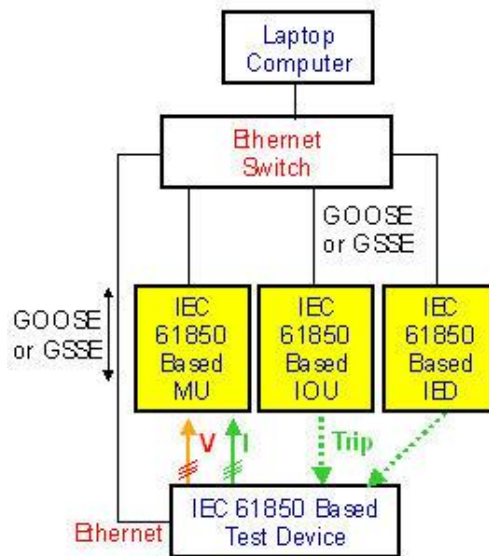 Laptop
Computer
Ethernet
Switch
GOOSE
or GSSE
GOOSE
or GSSE
IEC
61850
Based
MU
IEC
61850
Based
IOU
IEC
61850
Based
IED
V
I
Trip
Ethernet
IEC 61850 Based
Test Device